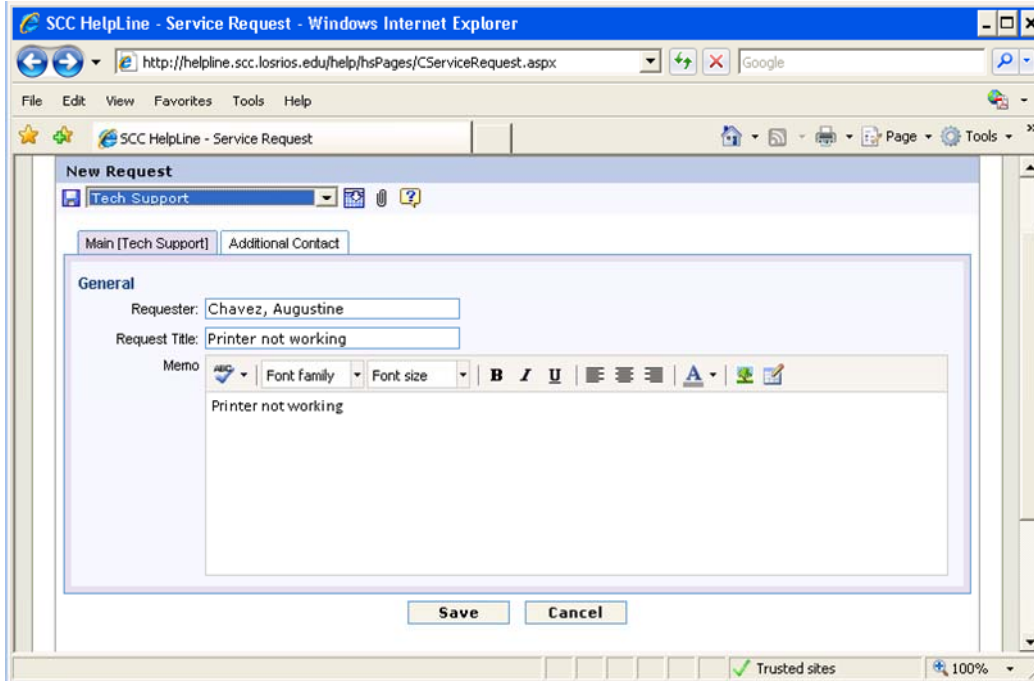 SCC HelpLine - Service Request - Windows Internet Explorer
http://helpline.scc.losrios.edu/help/hsPages/CServiceRequest.aspx Google
File Edit View Favorites Tools Help
SCC HelpLine - Service Request Page Tools »
New Request
Tech Support
Main [Tech Support] Additional Contact
General
Requester: Chavez, Augustine
Request Title: Printer not working
Memo ABC Font family Font size B I U A
Printer not working
Save Cancel
Trusted sites 100%